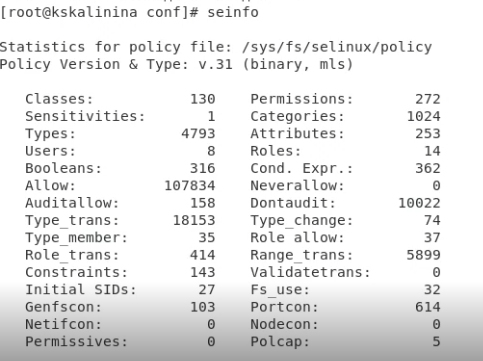 [root@kskalinina conf]# seinfo
Statistics for policy file: /sys/fs/selinux/policy
Policy Version & Type: v.31 (binary, mls)
Classes: 130 Permissions: 272
Sensitivities: 1 Categories: 1024
Types: 4793 Attributes: 253
Users: 8 Roles: 14
Booleans: 316 Cond. Expr.: 362
Allow: 107834 Neverallow: 0
Auditallow: 158 Dontaudit: 10022
Type_trans: 18153 Type_change: 74
Type_member: 35 Role allow: 37
Role_trans: 414 Range_trans: 5899
Constraints: 143 Validatetrans: 0
Initial SIDs: 27 Fs_use: 32
Genfscon: 103 Portcon: 614
Netifcon: 0 Nodecon: 0
Permissives: 0 Polcap: 5